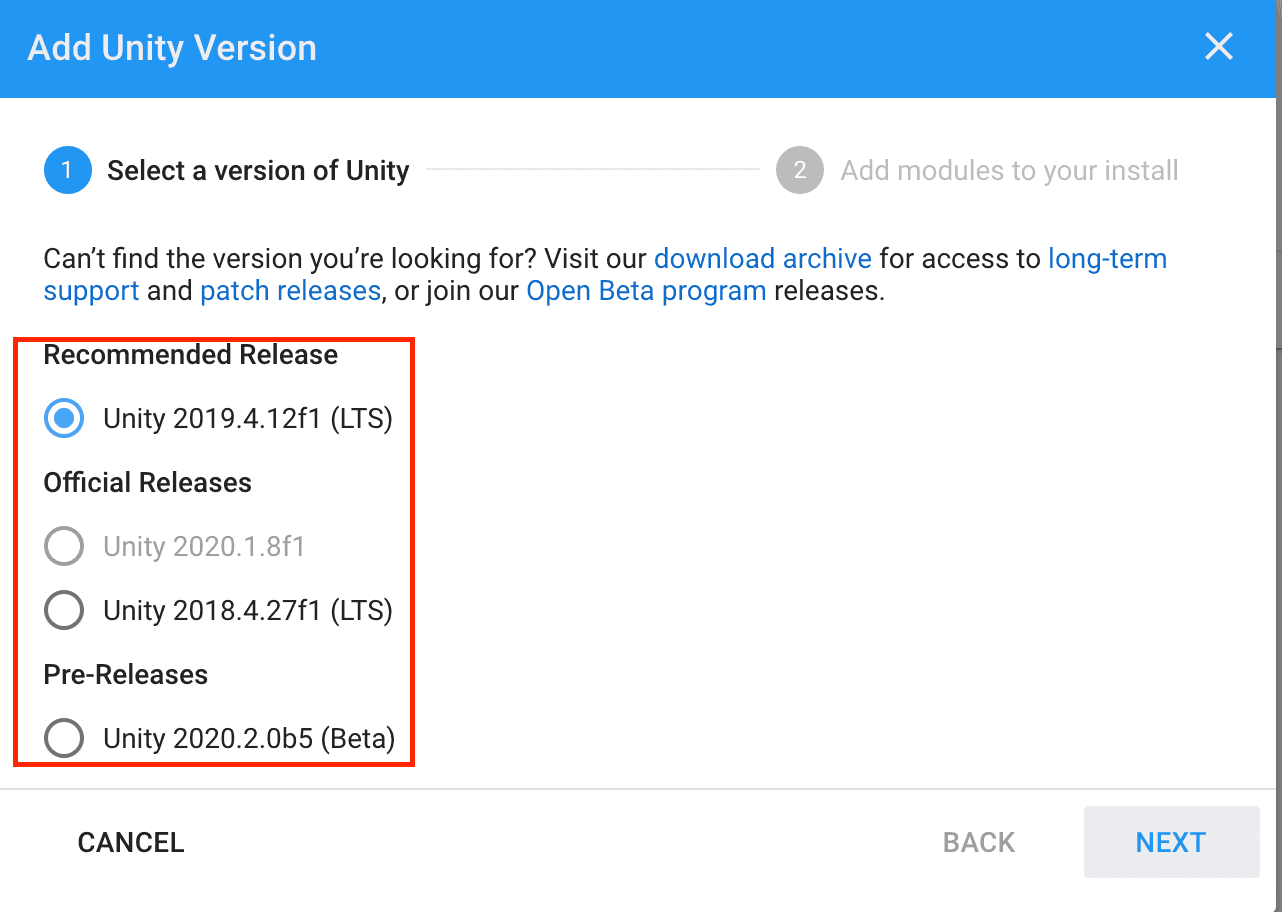 Add Unity Version
1 Select a version of Unity 2 Add modules to your install
Can’t find the version you’re looking for? Visit our download archive for access to long-term
support and patch releases, or join our Open Beta program releases.
Recommended Release
Unity 2019.4.12f1 (LTS)
Official Releases
Unity 2020.1.8f1
Unity 2018.4.27f1 (LTS)
Pre-Releases
Unity 2020.2.0b5 (Beta)
CANCEL BACK NEXT